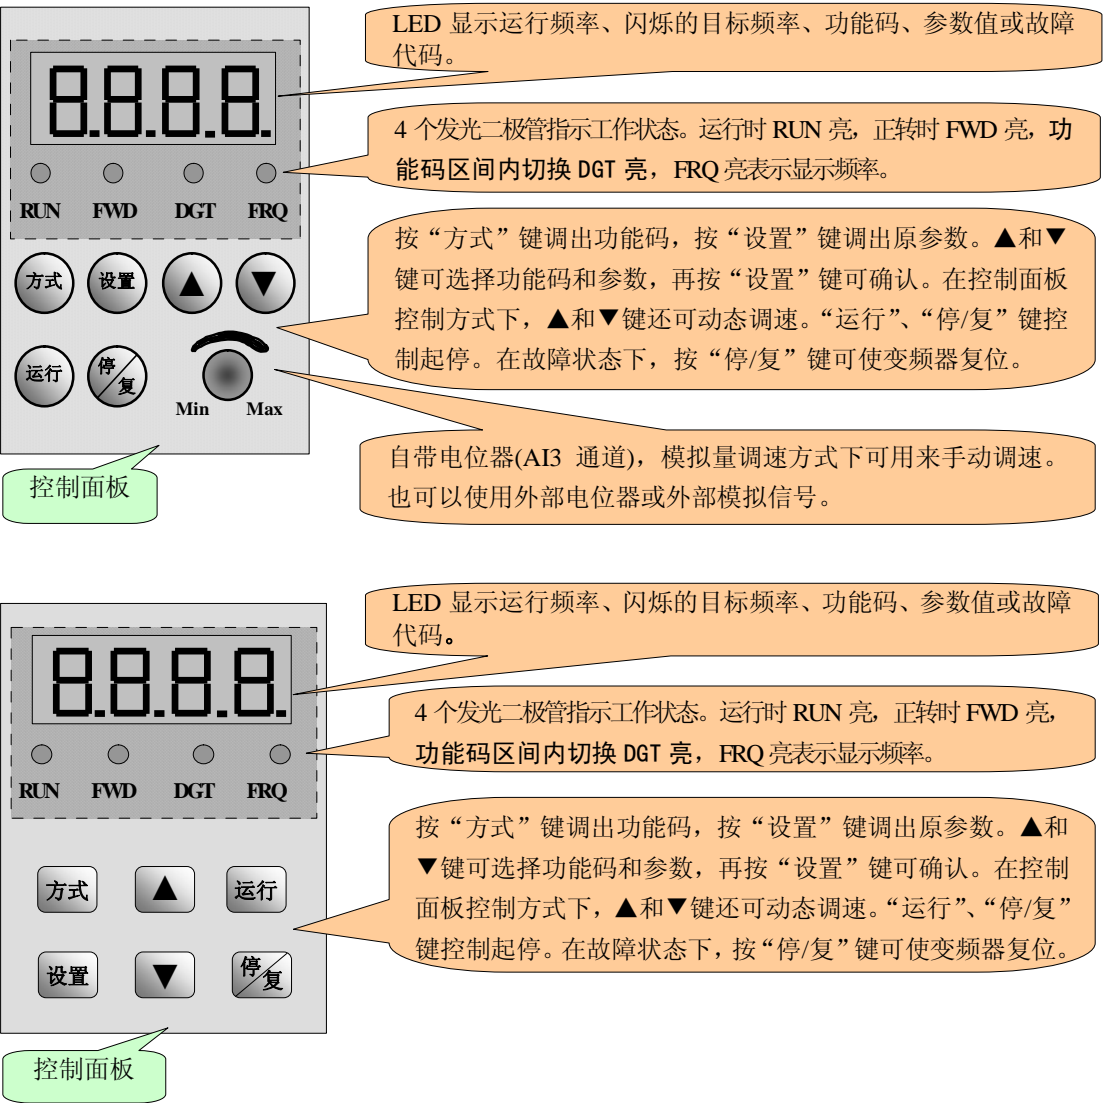 LED 显示运行频率、闪烁的目标频率、功能码、参数值或故障
代码。
8.8.8.8.
4 个发光二极管指示工作状态。运行时 RUN 亮，正转时 FWD 亮，功
能码区间内切换 DGT 亮，FRQ 亮表示显示频率。
RUN FWD DGT FRQ
按“方式”键调出功能码，按“设置”键调出原参数。▲和▼
键可选择功能码和参数，再按“设置”键可确认。在控制面板
控制方式下，▲和▼键还可动态调速。“运行”、“停/复”键控
制起停。在故障状态下，按“停/复”键可使变频器复位。
方式 设置 ▲ ▼
运行 停/复
Min Max
自带电位器(AI3 通道)，模拟量调速方式下可用来手动调速。
也可以使用外部电位器或外部模拟信号。
控制面板
LED 显示运行频率、闪烁的目标频率、功能码、参数值或故障
代码。
8.8.8.8.
4 个发光二极管指示工作状态。运行时 RUN 亮，正转时 FWD 亮，
功能码区间内切换 DGT 亮，FRQ 亮表示显示频率。
RUN FWD DGT FRQ
按“方式”键调出功能码，按“设置”键调出原参数。▲和
▼键可选择功能码和参数，再按“设置”键可确认。在控制
面板控制方式下，▲和▼键还可动态调速。“运行”、“停/复”
键控制起停。在故障状态下，按“停/复”键可使变频器复位。
方式 ▲ 运行
设置 ▼ 停/复
控制面板